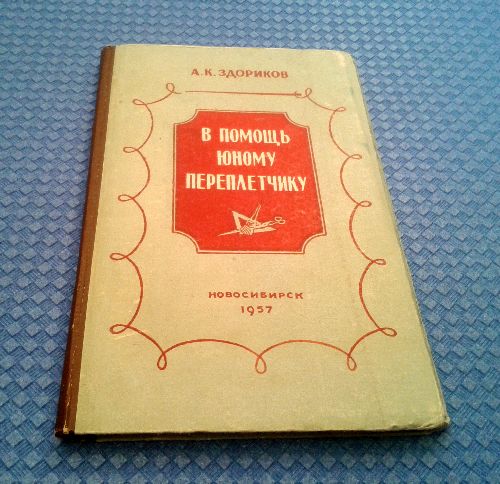 А.К. ЗДОРИКОВ
В ПОМОЩЬ
ЮНОМУ
ПЕРЕПЛЕТЧИКУ
НОВОСИБИРСК
1957